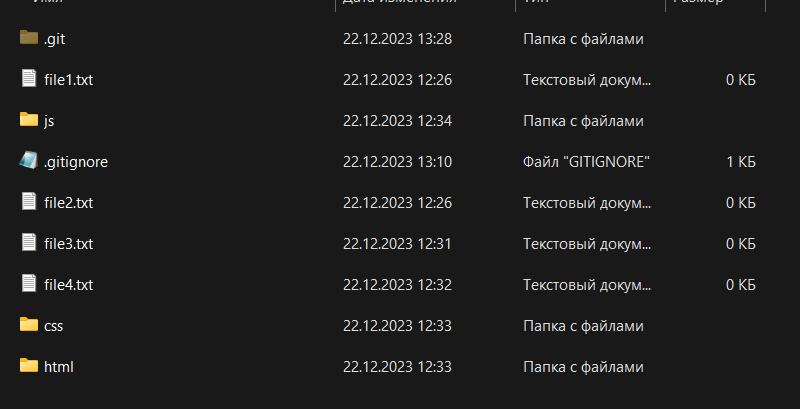 Имя Дата изменения Тип Размер
.git 22.12.2023 13:28 Папка с файлами
file1.txt 22.12.2023 12:26 Текстовый докум... 0 КБ
js 22.12.2023 12:34 Папка с файлами
.gitignore 22.12.2023 13:10 Файл "GITIGNORE" 1 КБ
file2.txt 22.12.2023 12:26 Текстовый докум... 0 КБ
file3.txt 22.12.2023 12:31 Текстовый докум... 0 КБ
file4.txt 22.12.2023 12:32 Текстовый докум... 0 КБ
css 22.12.2023 12:33 Папка с файлами
html 22.12.2023 12:33 Папка с файлами